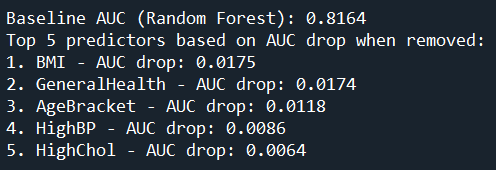 Baseline AUC (Random Forest): 0.8164
Top 5 predictors based on AUC drop when removed:
1. BMI - AUC drop: 0.0175
2. GeneralHealth - AUC drop: 0.0174
3. AgeBracket - AUC drop: 0.0118
4. HighBP - AUC drop: 0.0086
5. HighChol - AUC drop: 0.0064